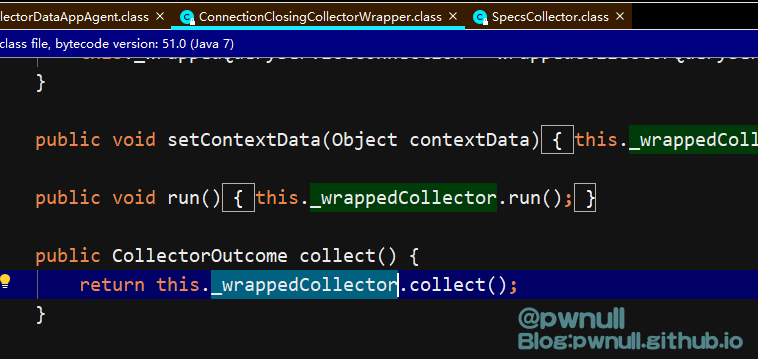 lectorDataAppAgent.class × ConnectionClosingCollectorWrapper.class × SpecsCollector.class ×
class file, bytecode version: 51.0 (Java 7)
}
public void setContextData(Object contextData) { this._wrappedColl
public void run() { this._wrappedCollector.run(); }
public CollectorOutcome collect() {
return this._wrappedCollector.collect();
}
@pwnull
Blog:pwnull.github.io